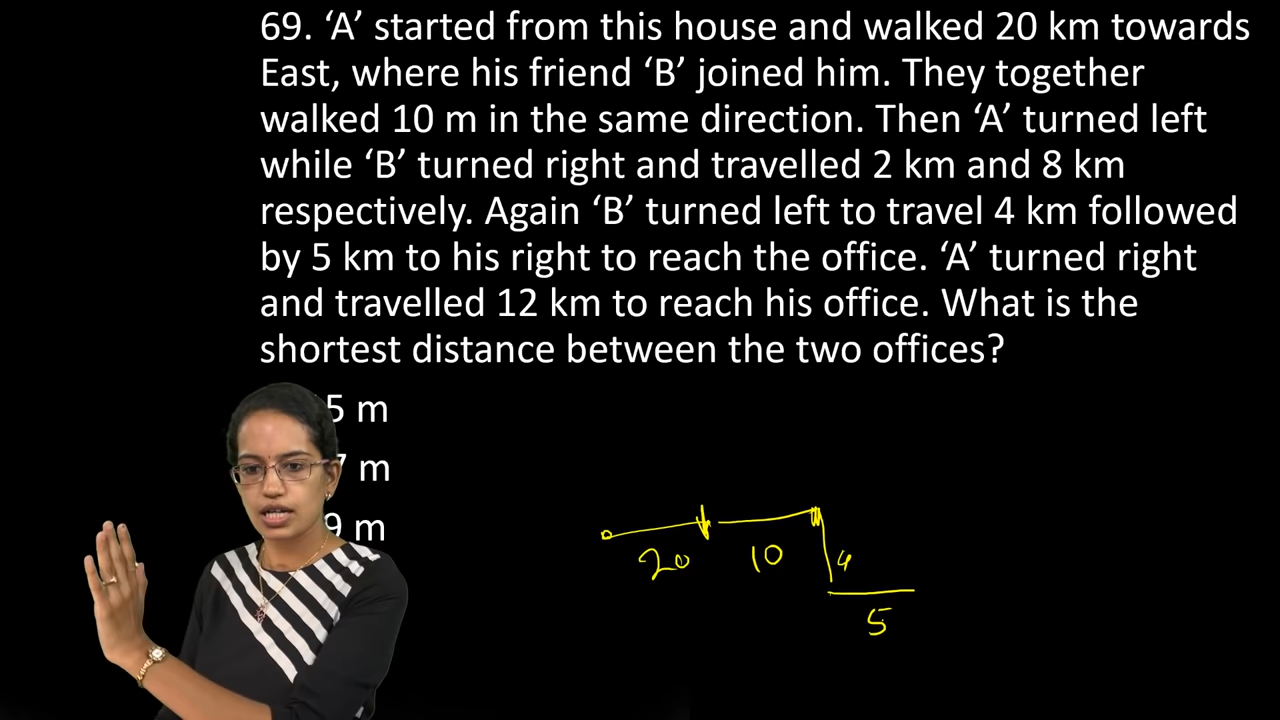 69. ‘A’ started from this house and walked 20 km towards
East, where his friend ‘B’ joined him. They together
walked 10 m in the same direction. Then ‘A’ turned left
while ‘B’ turned right and travelled 2 km and 8 km
respectively. Again ‘B’ turned left to travel 4 km followed
by 5 km to his right to reach the office. ‘A’ turned right
and travelled 12 km to reach his office. What is the
shortest distance between the two offices?
5 m
7 m
9 m
20 10 4
5